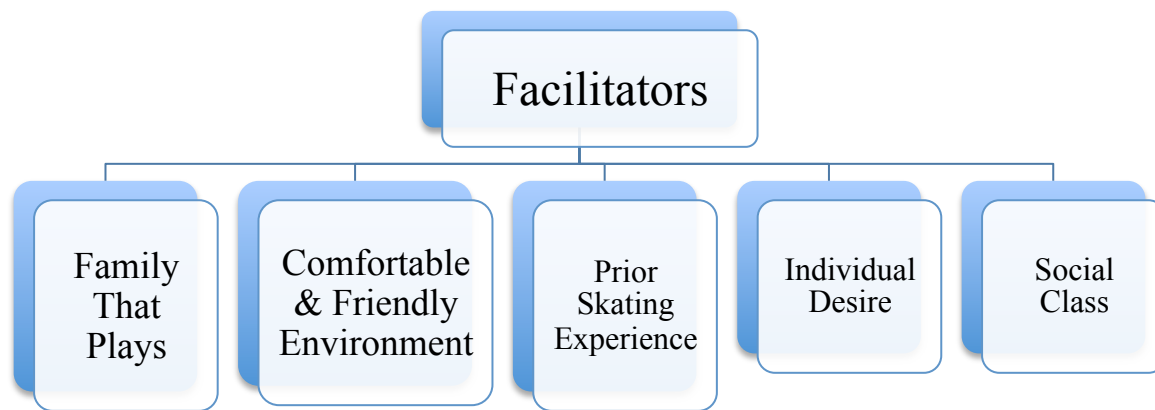 Facilitators
Family
That
Plays
Comfortable
& Friendly
Environment
Prior
Skating
Experience
Individual
Desire
Social
Class